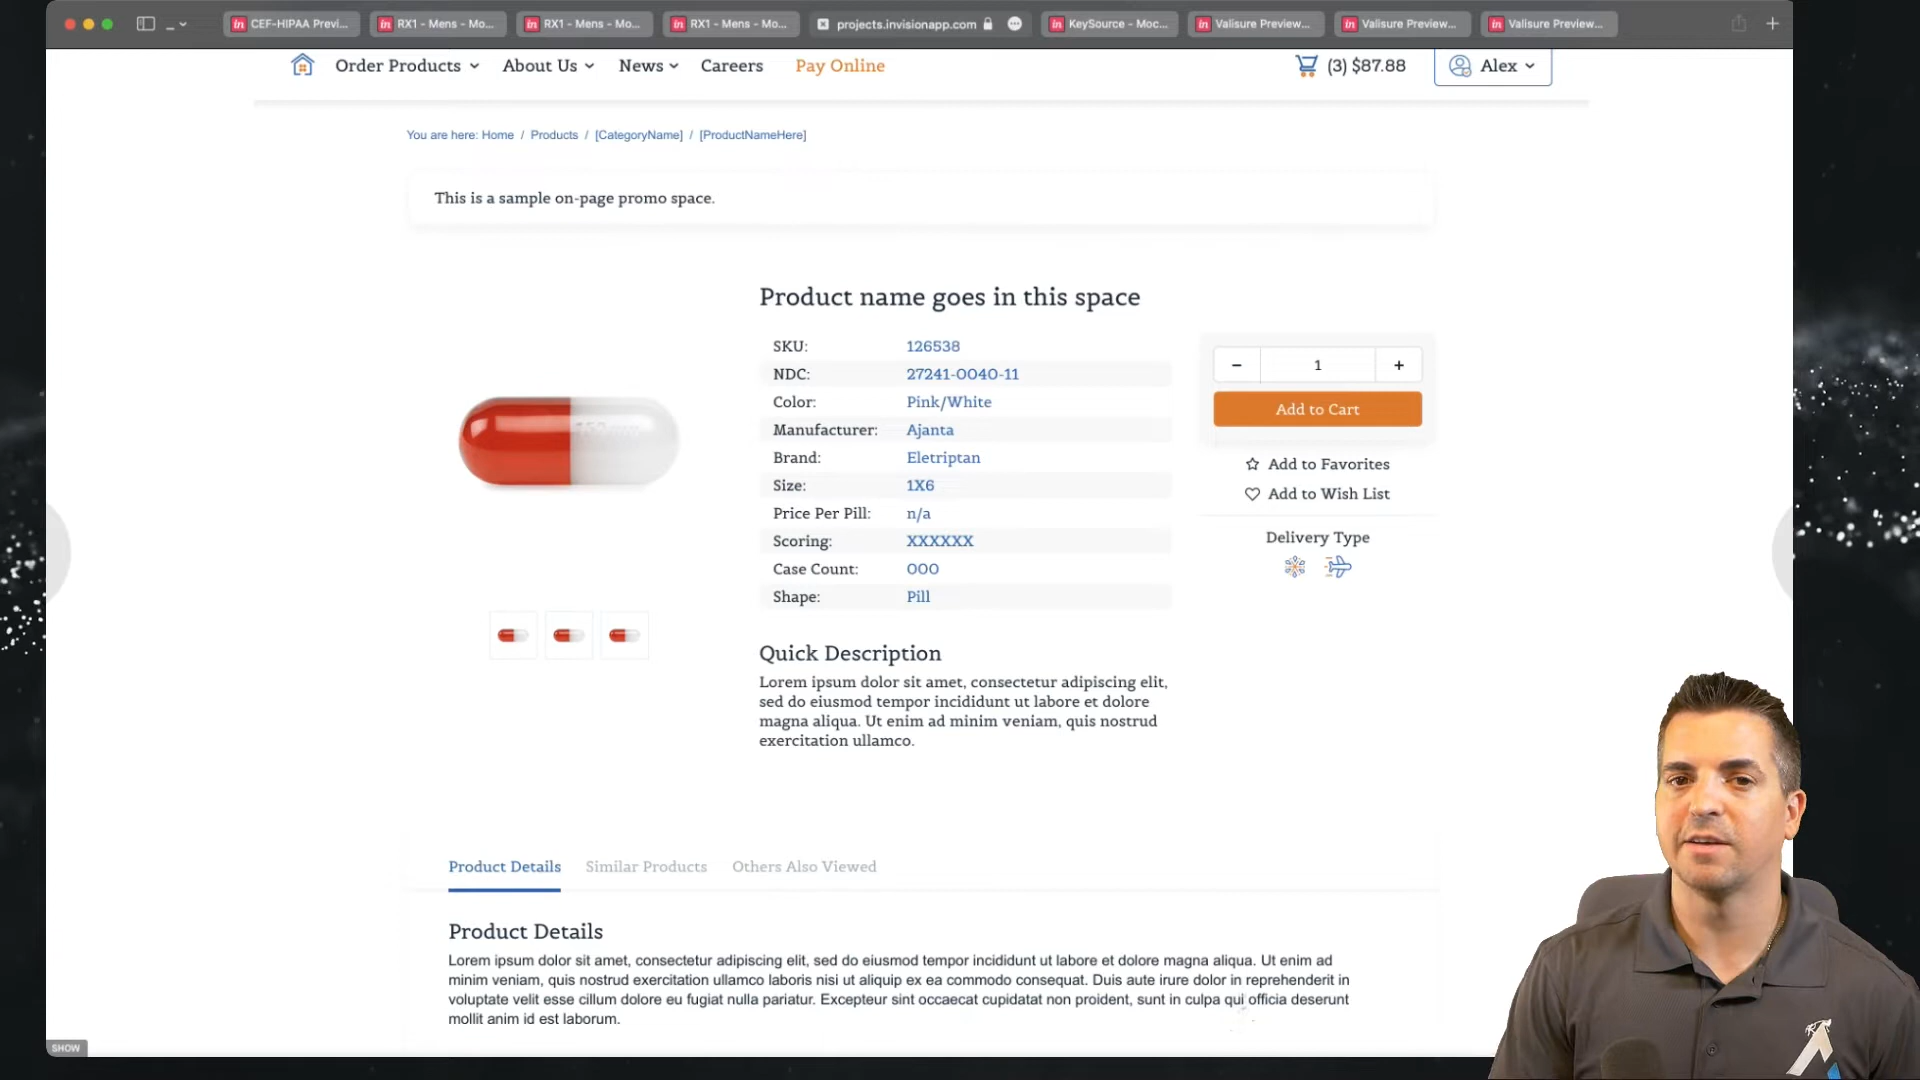 CEF-HIPAA Previ...
RX1 - Mens - Mo...
RX1 - Mens - Mo...
RX1 - Mens - Mo...
projects.invisionapp.com
KeySource - Moc...
Valisure Preview...
Valisure Preview...
Valisure Preview...
Order Products
About Us
News
Careers
Pay Online
(3) $87.88
Alex
You are here: Home / Products / [CategoryName] / [ProductNameHere]
This is a sample on-page promo space.
Product name goes in this space
SKU: 126538
NDC: 27241-0040-11
Color: Pink/White
Manufacturer: Ajanta
Brand: Eletriptan
Size: 1X6
Price Per Pill: n/a
Scoring: XXXXXX
Case Count: 000
Shape: Pill
− 1 +
Add to Cart
Add to Favorites
Add to Wish List
Delivery Type
Quick Description
Lorem ipsum dolor sit amet, consectetur adipiscing elit,
sed do eiusmod tempor incididunt ut labore et dolore
magna aliqua. Ut enim ad minim veniam, quis nostrud
exercitation ullamco.
Product Details
Similar Products
Others Also Viewed
Product Details
Lorem ipsum dolor sit amet, consectetur adipiscing elit, sed do eiusmod tempor incididunt ut labore et dolore magna aliqua. Ut enim ad
minim veniam, quis nostrud exercitation ullamco laboris nisi ut aliquip ex ea commodo consequat. Duis aute irure dolor in reprehenderit in
voluptate velit esse cillum dolore eu fugiat nulla pariatur. Excepteur sint occaecat cupidatat non proident, sunt in culpa qui officia deserunt
mollit anim id est laborum.
SHOW